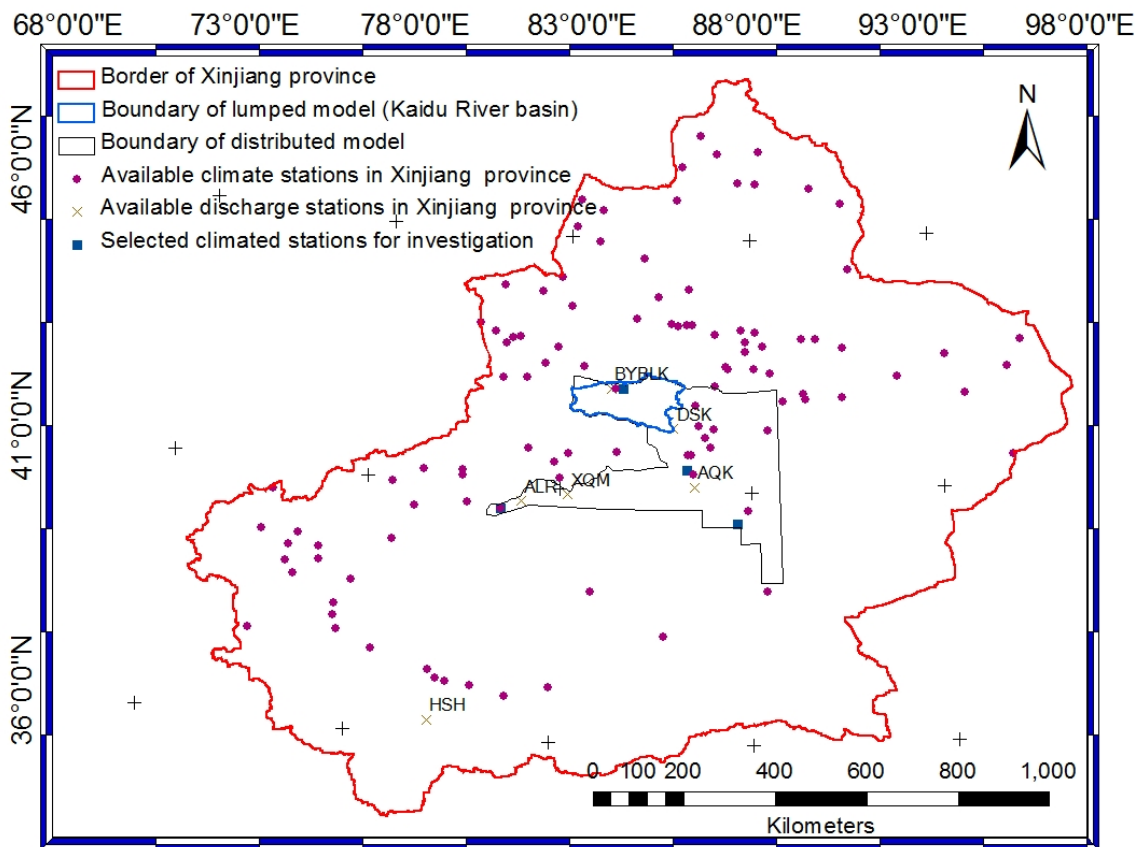 68°0'0"E 73°0'0"E 78°0'0"E 83°0'0"E 88°0'0"E 93°0'0"E 98°0'0"E
Border of Xinjiang province
Boundary of lumped model (Kaidu River basin)
Boundary of distributed model
Available climate stations in Xinjiang province
Available discharge stations in Xinjiang province
Selected climated stations for investigation
N
46°0'0"N
41°0'0"N
36°0'0"N
BYBLK
DSK
AQK
XQM
ALR
HSH
0 100 200 400 600 800 1,000
Kilometers